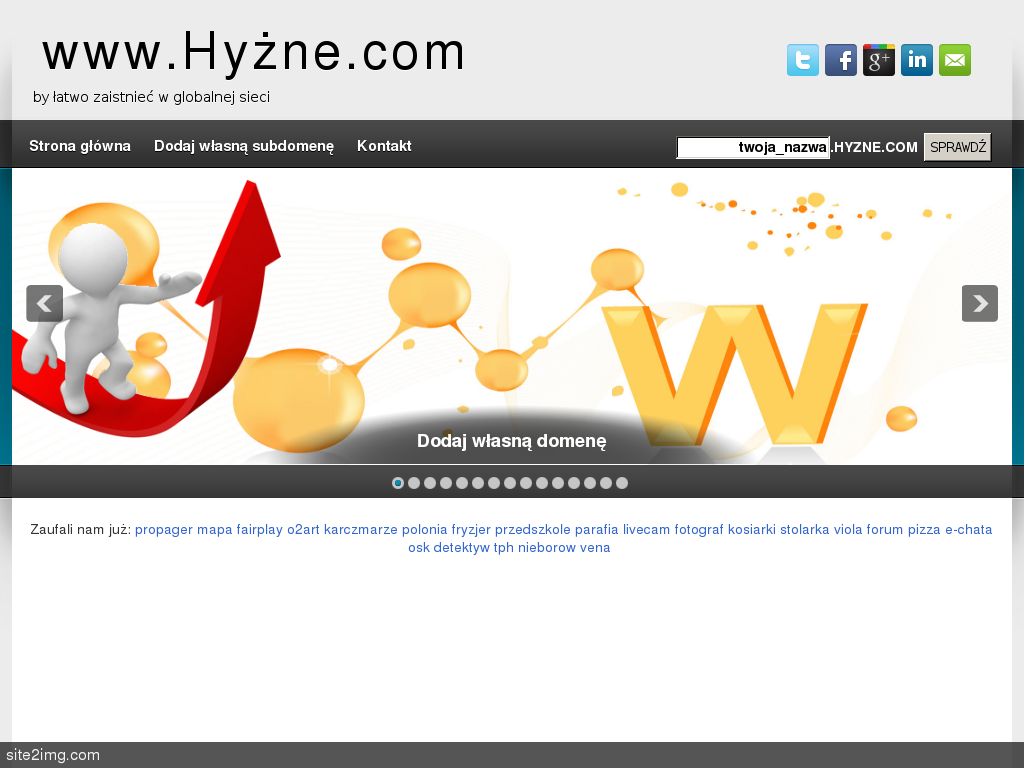 www.Hyżne.com
by łatwo zaistnieć w globalnej sieci
Strona główna Dodaj własną subdomenę Kontakt twoja_nazwa.HYZNE.COM SPRAWDŹ
W
Dodaj własną domenę
Zaufali nam już: propager mapa fairplay o2art karczmarze polonia fryzjer przedszkole parafia livecam fotograf kosiarki stolarka viola forum pizza e-chata
osk detektyw tph nieborow vena
site2img.com